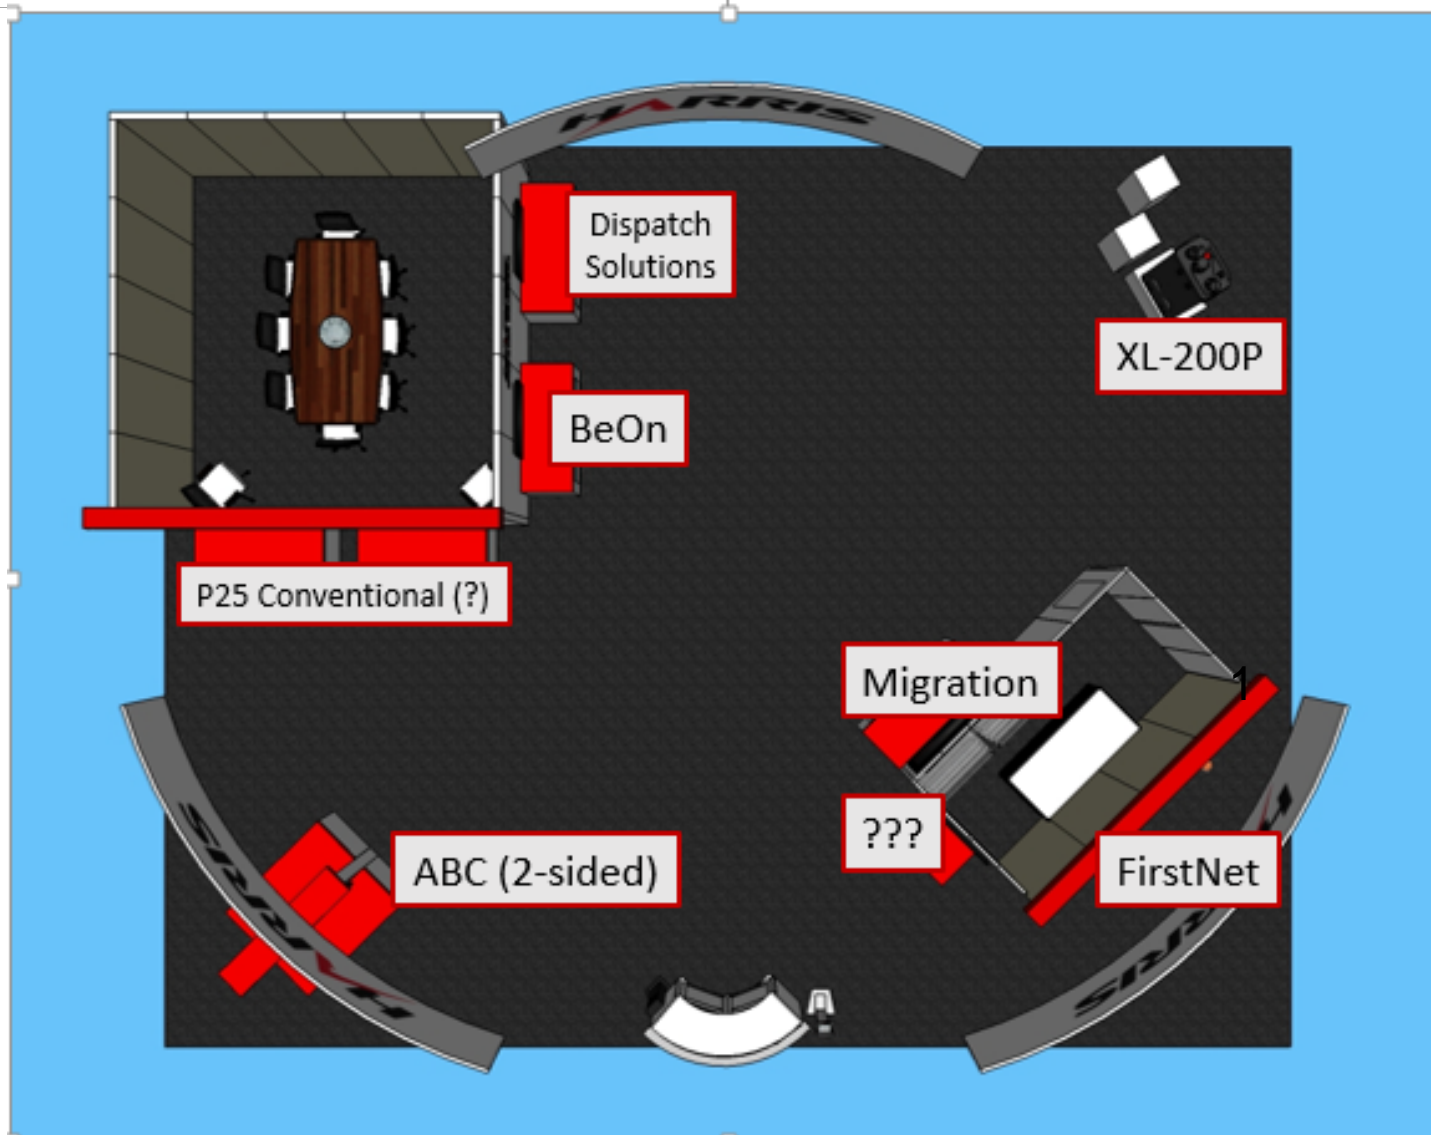 HARRIS
Dispatch
Solutions
XL-200P
BeOn
P25 Conventional (?)
Migration
1
???
FirstNet
ABC (2-sided)
HARRIS
HARRIS